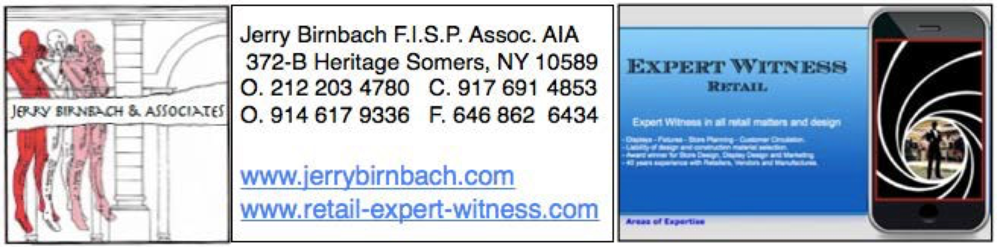 JERRY BIRNBACH & ASSOCIATES
Jerry Birnbach F.I.S.P. Assoc. AIA
372-B Heritage Somers, NY 10589
O. 212 203 4780 C. 917 691 4853
O. 914 617 9336 F. 646 862 6434
www.jerrybirnbach.com
www.retail-expert-witness.com
EXPERT WITNESS
RETAIL
Expert Witness in all retail matters and design
- Displays - Fixtures - Store Planning - Customer Circulation.
- Liability of design and construction material selection.
- Award winner for Store Design, Display Design and Marketing.
- 40 years experience with Retailers, Vendors and Manufactures.
Areas of Expertise